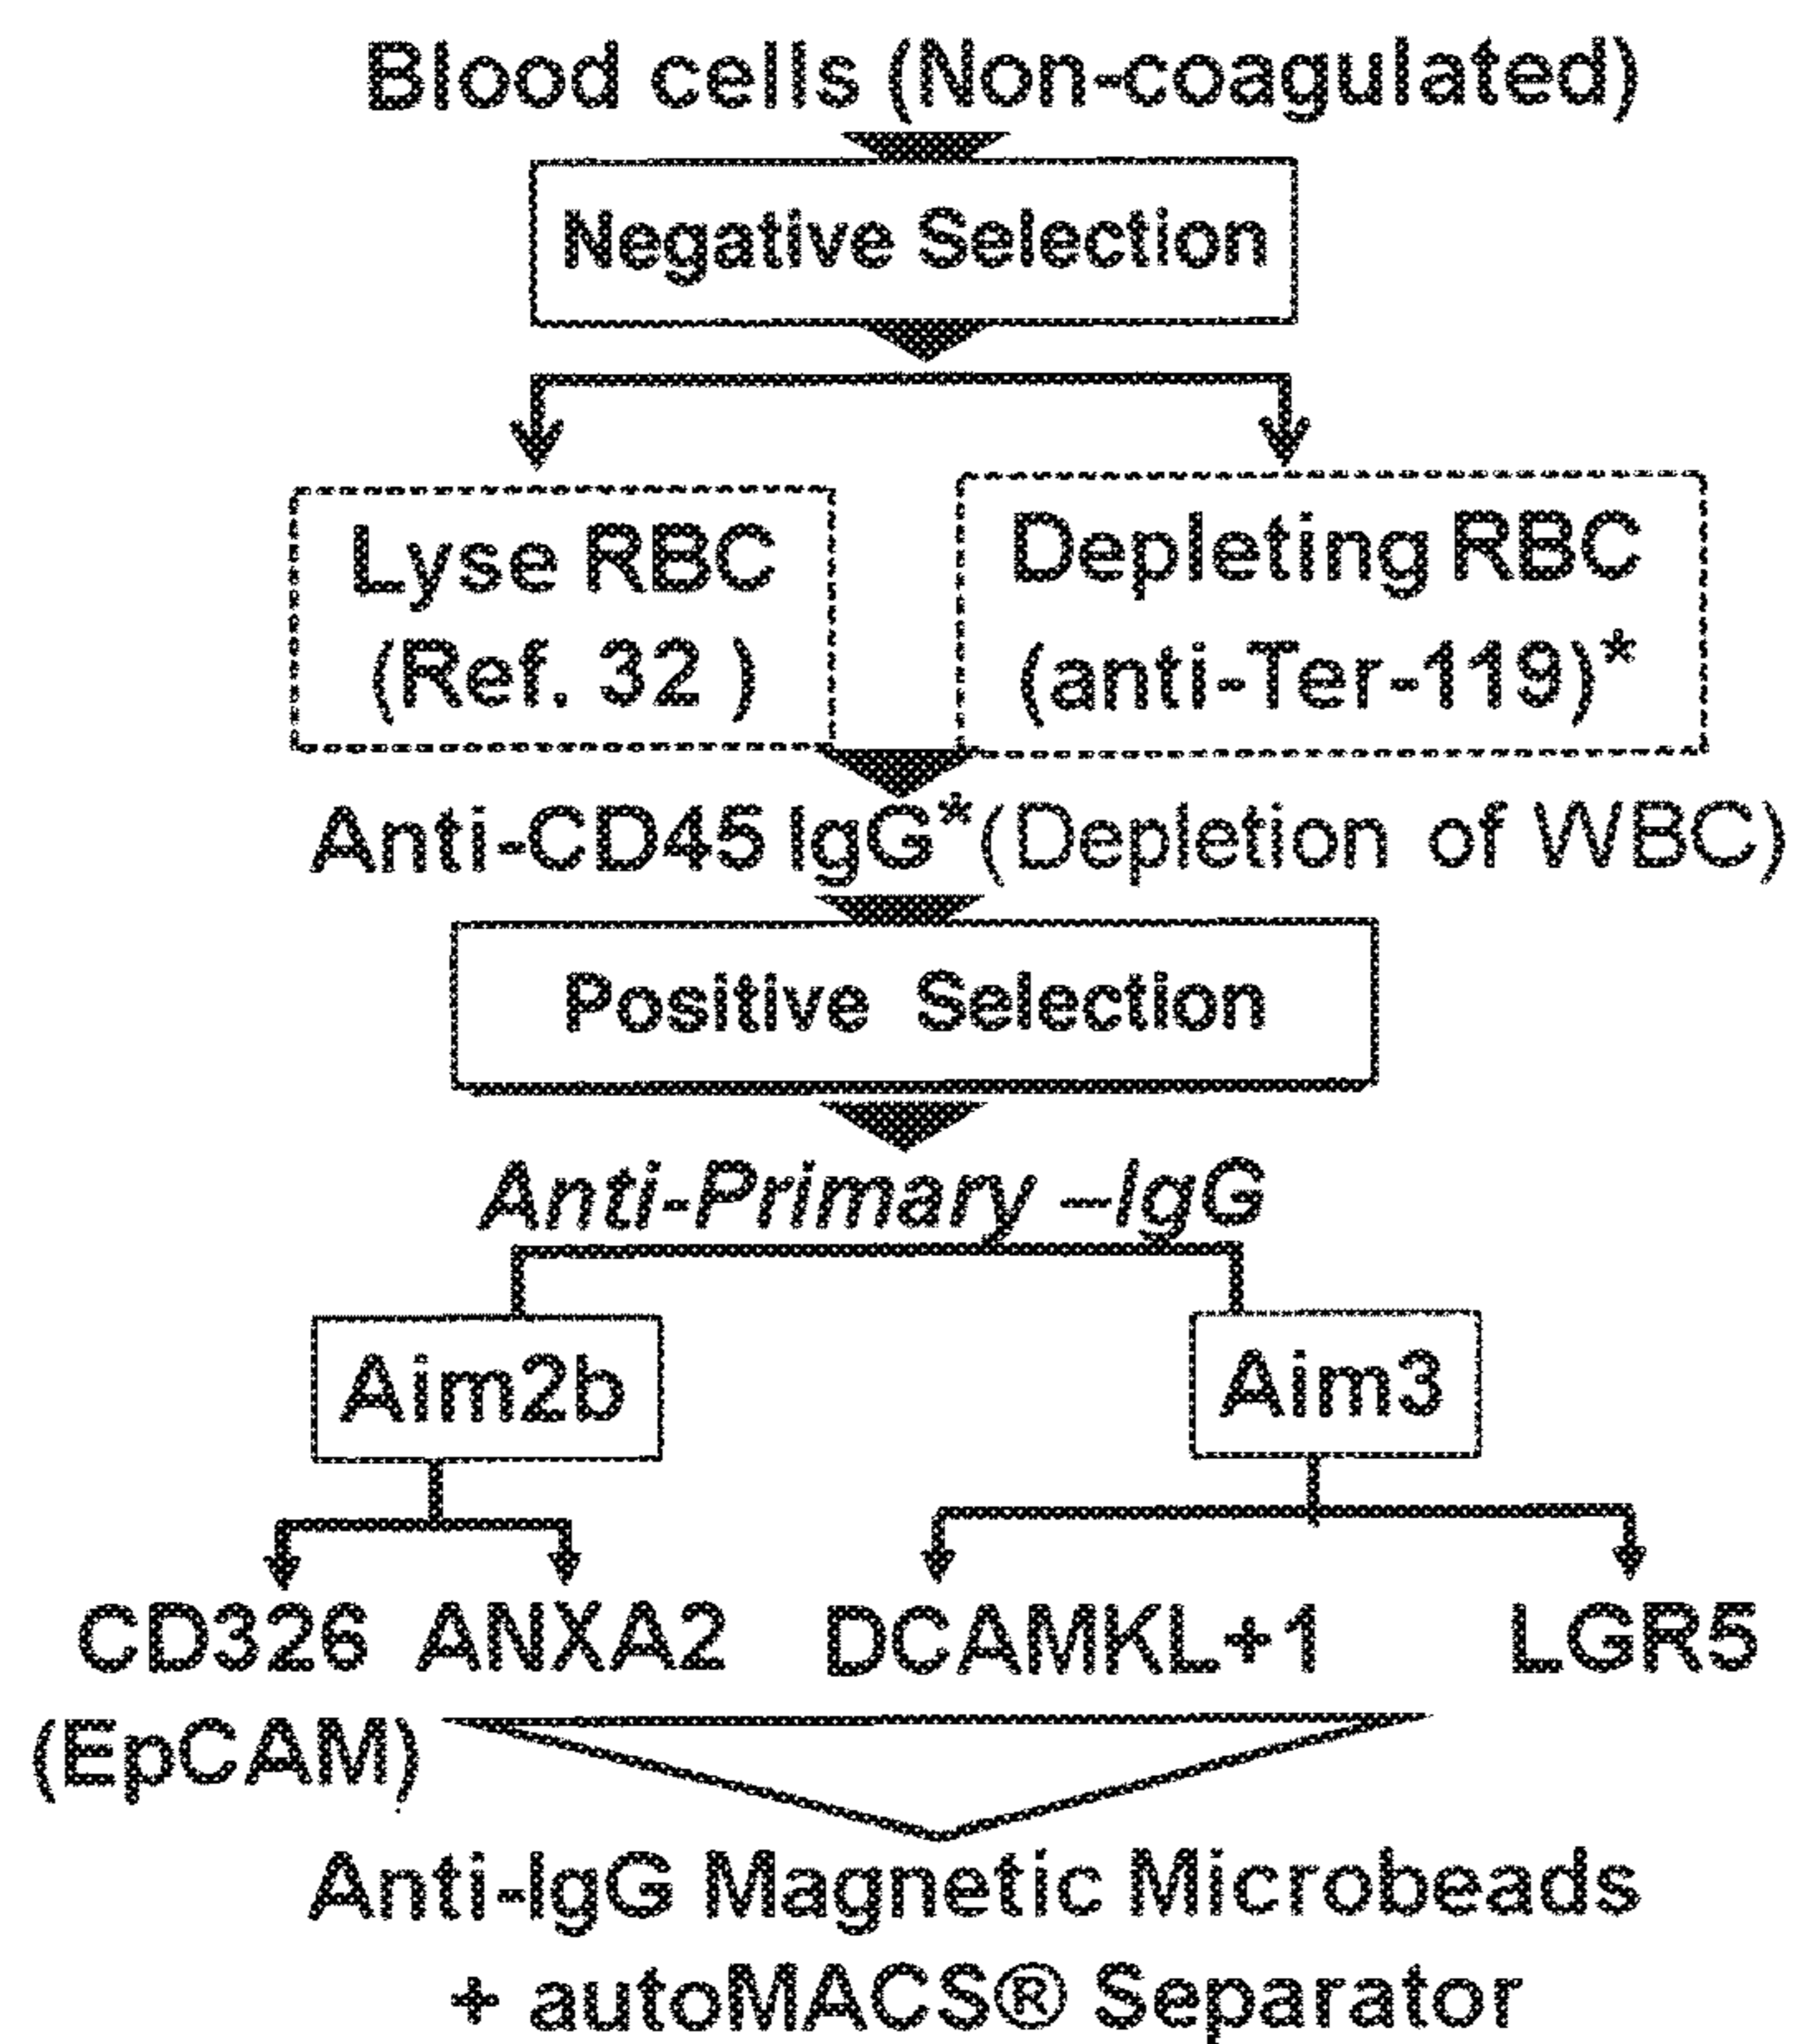 Blood cells (Non-coagulated)
Negative Selection
Lyse RBC
(Ref. 32 )
Depleting RBC
(anti-Ter-119)*
Anti-CD45 IgG*(Depletion of WBC)
Positive Selection
Anti-Primary –IgG
Aim2b
Aim3
CD326 ANXA2 DCAMKL+1 LGR5
(EpCAM)
Anti-IgG Magnetic Microbeads
+ autoMACS® Separator